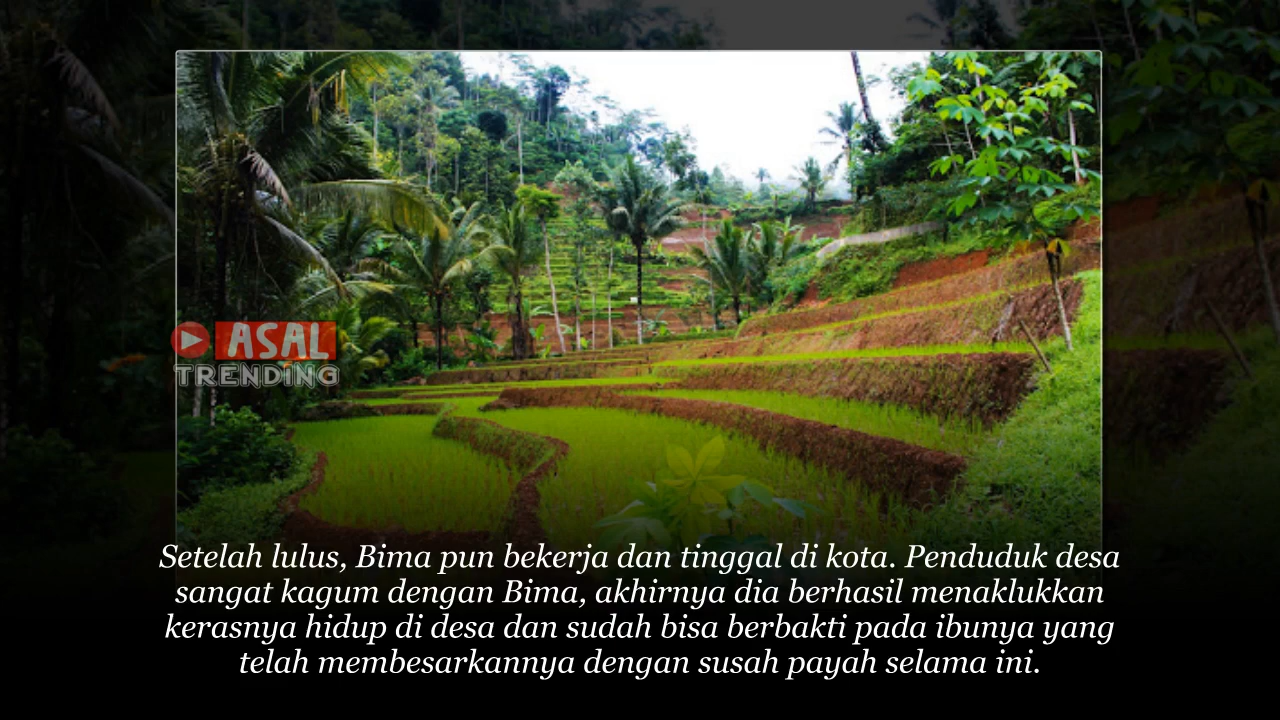 ASAL
TRENDING
Setelah lulus, Bima pun bekerja dan tinggal di kota. Penduduk desa
sangat kagum dengan Bima, akhirnya dia berhasil menaklukkan
kerasnya hidup di desa dan sudah bisa berbakti pada ibunya yang
telah membesarkannya dengan susah payah selama ini.